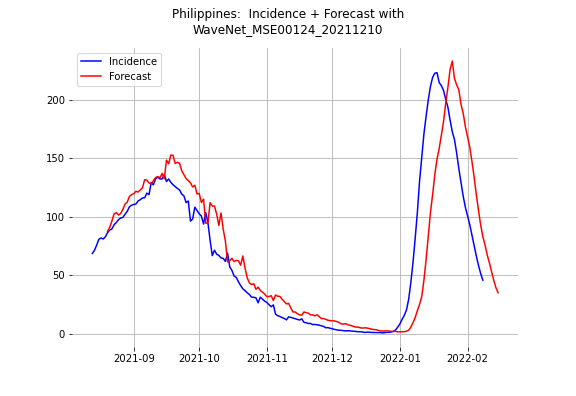 Philippines:  Incidence + Forecast with
WaveNet_MSE00124_20211210
Incidence
Forecast
200
150
100
50
0
2021-09 2021-10 2021-11 2021-12 2022-01 2022-02